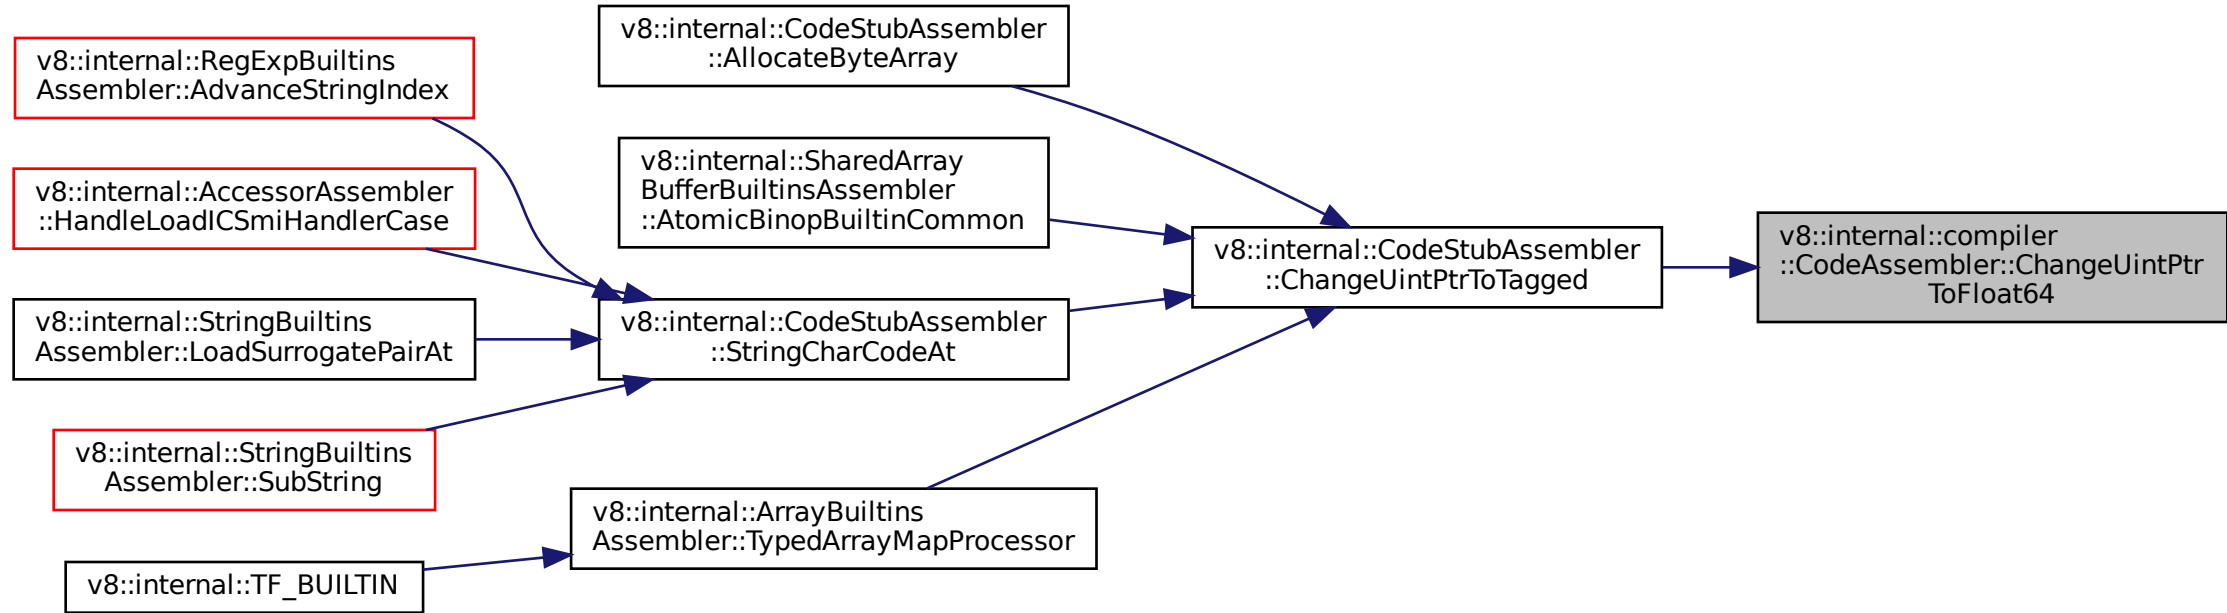 v8::internal::RegExpBuiltins
Assembler::AdvanceStringIndex
v8::internal::AccessorAssembler
::HandleLoadICSmiHandlerCase
v8::internal::StringBuiltins
Assembler::LoadSurrogatePairAt
v8::internal::StringBuiltins
Assembler::SubString
v8::internal::TF_BUILTIN
v8::internal::CodeStubAssembler
::AllocateByteArray
v8::internal::SharedArray
BufferBuiltinsAssembler
::AtomicBinopBuiltinCommon
v8::internal::CodeStubAssembler
::StringCharCodeAt
v8::internal::ArrayBuiltins
Assembler::TypedArrayMapProcessor
v8::internal::CodeStubAssembler
::ChangeUintPtrToTagged
v8::internal::compiler
::CodeAssembler::ChangeUintPtr
ToFloat64